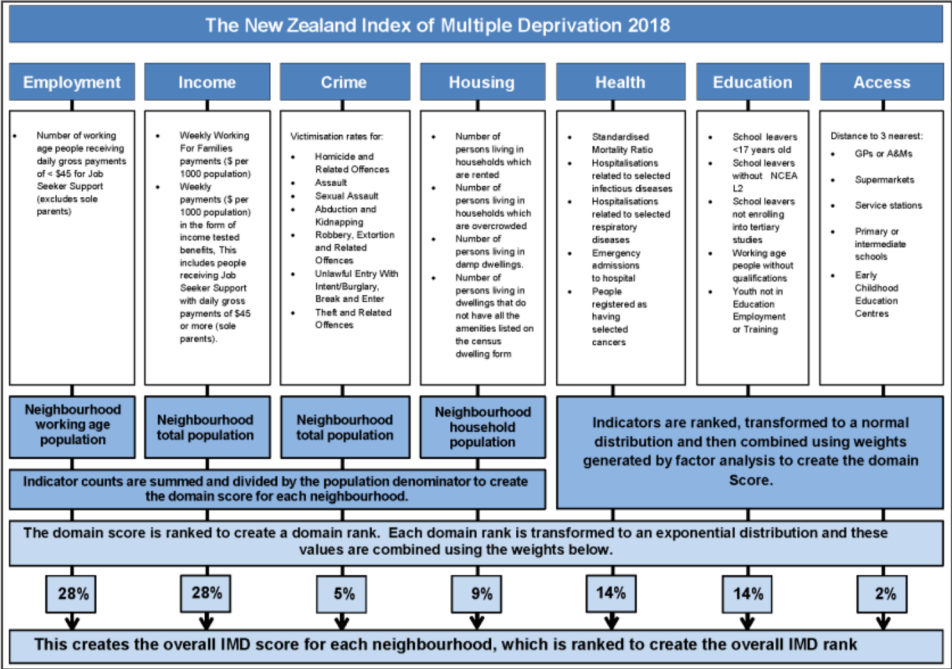 The New Zealand Index of Multiple Deprivation 2018
Employment
Income
Crime
Housing
Health
Education
Access
• Number of working
age people receiving
daily gross payments
of < $45 for Job
Seeker Support
(excludes sole
parents)
• Weekly Working
For Families
payments ($ per
1000 population)
• Weekly
payments ($ per
1000 population)
in the form of
income tested
benefits, This
includes people
receiving Job
Seeker Support
with daily gross
payments of $45
or more (sole
parents).
Victimisation rates for:
• Homicide and
Related Offences
• Assault
• Sexual Assault
• Abduction and
Kidnapping
• Robbery, Extortion
and Related
Offences
• Unlawful Entry With
Intent/Burglary,
Break and Enter
• Theft and Related
Offences
• Number of
persons living in
households which
are rented
• Number of
persons living in
households which
are overcrowded
• Number of
persons living in
damp dwellings.
• Number of
persons living in
dwellings that do
not have all the
amenities listed on
the census
dwelling form
• Standardised
Mortality Ratio
• Hospitalisations
related to selected
infectious diseases
• Hospitalisations
related to selected
respiratory
diseases
• Emergency
admissions
to hospital
• People
registered as
having
selected
cancers
• School leavers
<17 years old
• School leavers
without NCEA
L2
• School leavers
not enrolling
into tertiary
studies
• Working age
people without
qualifications
• Youth not in
Education
Employment
or Training
Distance to 3 nearest:
• GPs or A&Ms
• Supermarkets
• Service stations
• Primary or
intermediate
schools
• Early
Childhood
Education
Centres
Neighbourhood
working age
population
Neighbourhood
total population
Neighbourhood
total population
Neighbourhood
household
population
Indicators are ranked, transformed to a normal
distribution and then combined using weights
generated by factor analysis to create the domain
Score.
Indicator counts are summed and divided by the population denominator to create
the domain score for each neighbourhood.
The domain score is ranked to create a domain rank. Each domain rank is transformed to an exponential distribution and these
values are combined using the weights below.
28%
28%
5%
9%
14%
14%
2%
This creates the overall IMD score for each neighbourhood, which is ranked to create the overall IMD rank